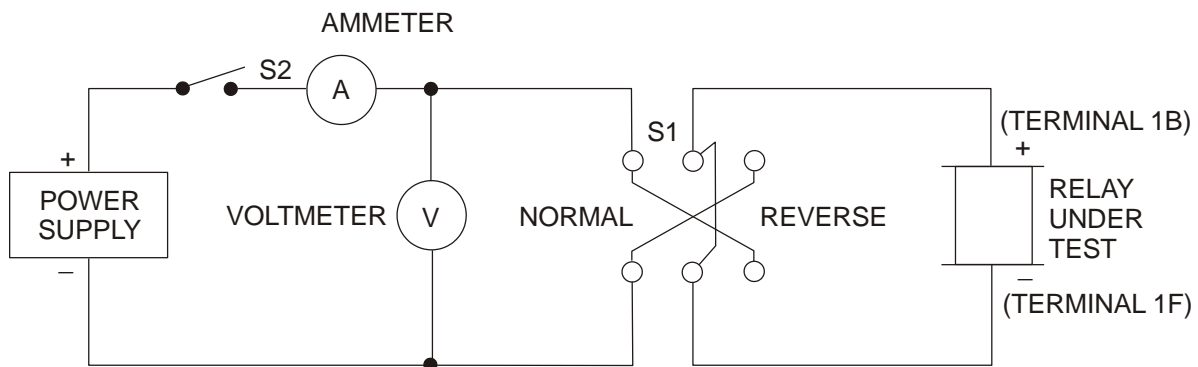 AMMETER
S2
A
(TERMINAL 1B)
S1
+
+
POWER
SUPPLY
VOLTMETER
V
NORMAL
REVERSE
RELAY
UNDER
TEST
–
–
(TERMINAL 1F)